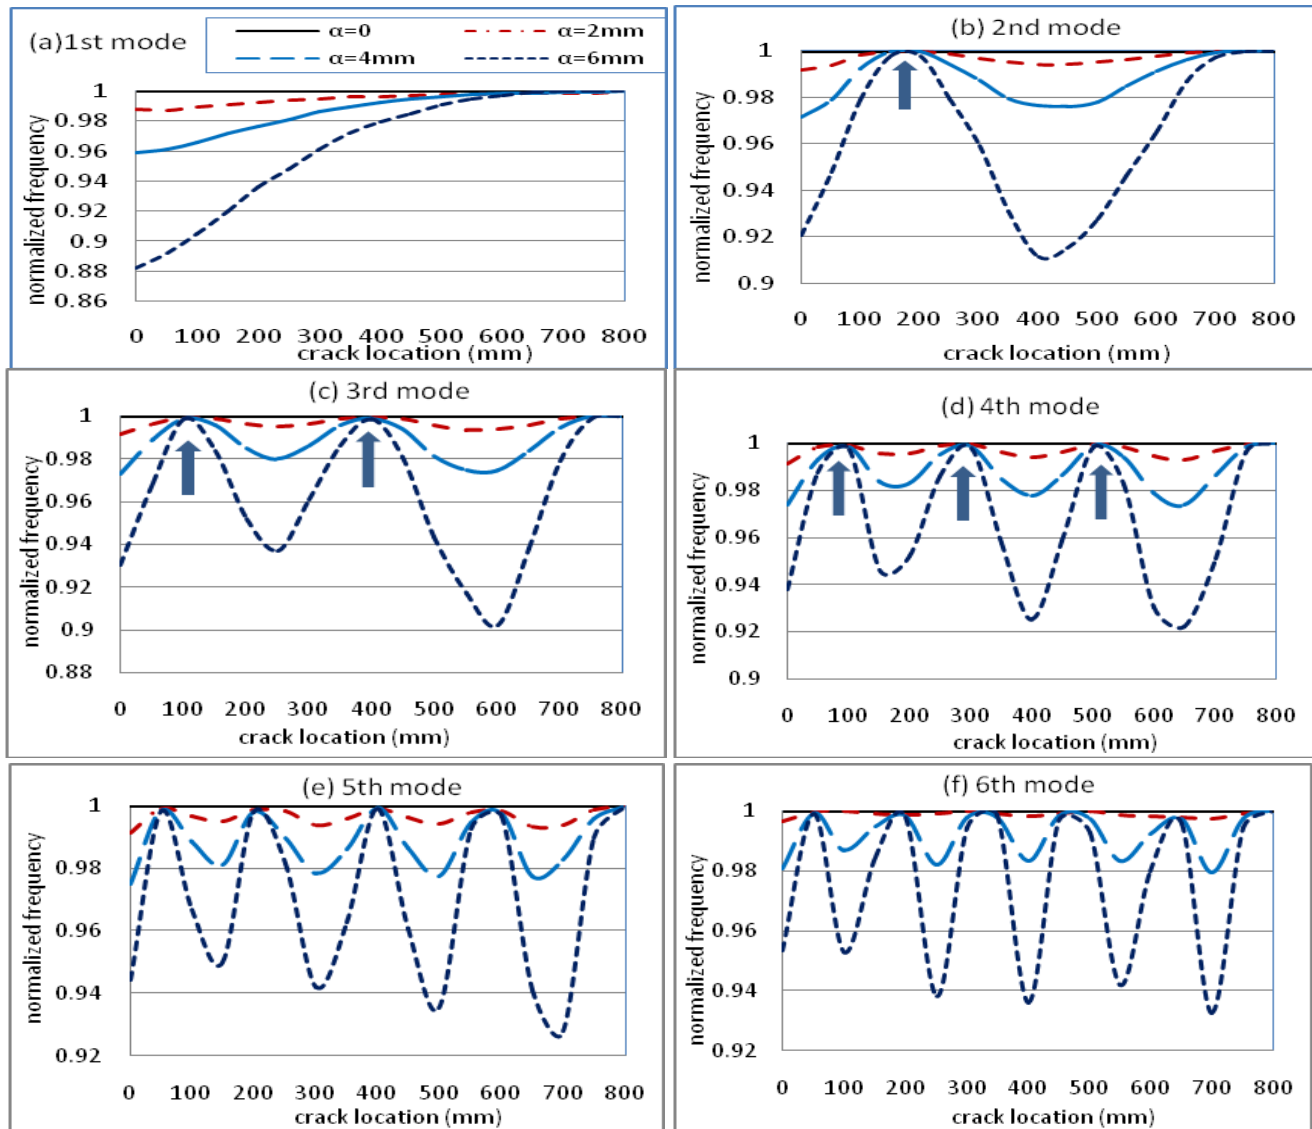 (a)1st mode
α=0
α=2mm
α=4mm
α=6mm
normalized frequency
1
0.98
0.96
0.94
0.92
0.9
0.88
0.86
0 100 200 300 400 500 600 700 800
crack location (mm)
(b) 2nd mode
normalized frequency
1
0.98
0.96
0.94
0.92
0.9
0 100 200 300 400 500 600 700 800
crack location (mm)
(c) 3rd mode
normalized frequency
1
0.98
0.96
0.94
0.92
0.9
0.88
0 100 200 300 400 500 600 700 800
crack location (mm)
(d) 4th mode
normalized frequency
1
0.98
0.96
0.94
0.92
0.9
0 100 200 300 400 500 600 700 800
crack location (mm)
(e) 5th mode
normalized frequency
1
0.98
0.96
0.94
0.92
0 100 200 300 400 500 600 700 800
crack location (mm)
(f) 6th mode
normalized frequency
1
0.98
0.96
0.94
0.92
0 100 200 300 400 500 600 700 800
crack location (mm)